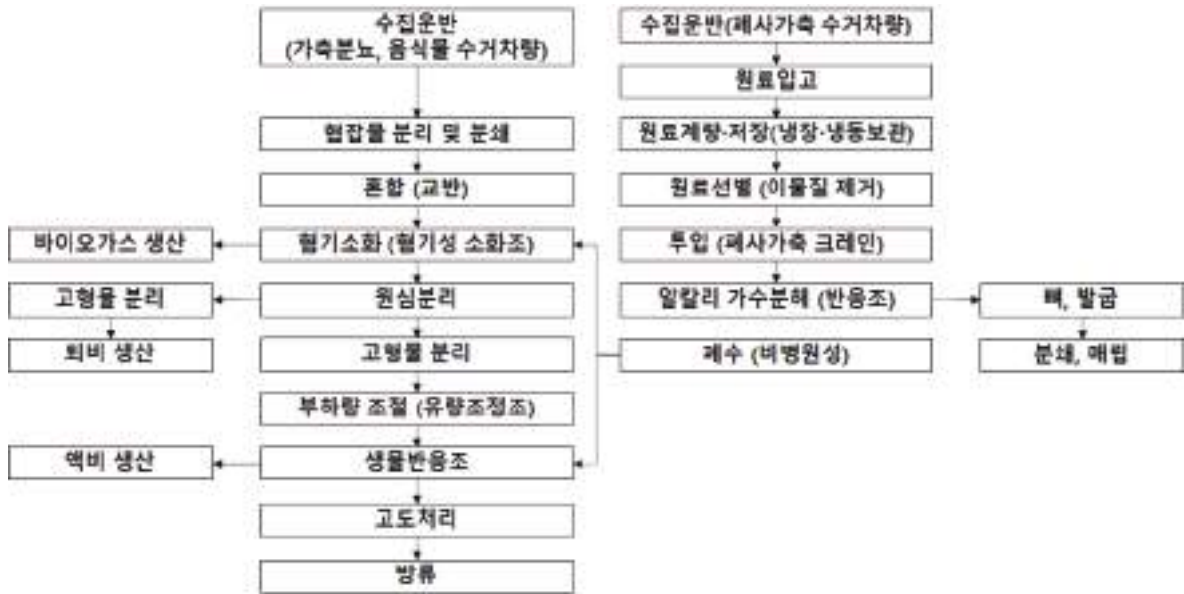 수집운반
(가축분뇨, 음식물 수거차량)
협잡물 분리 및 분쇄
혼합 (교반)
바이오가스 생산
혐기소화 (혐기성 소화조)
고형물 분리
원심분리
퇴비 생산
고형물 분리
부하량 조절 (유량조정조)
액비 생산
생물반응조
고도처리
방류
수집운반(폐사가축 수거차량)
원료입고
원료계량·저장(냉장·냉동보관)
원료선별 (이물질 제거)
투입 (폐사가축 크레인)
알칼리 가수분해 (반응조)
뼈, 발굽
폐수 (비병원성)
분쇄, 매립